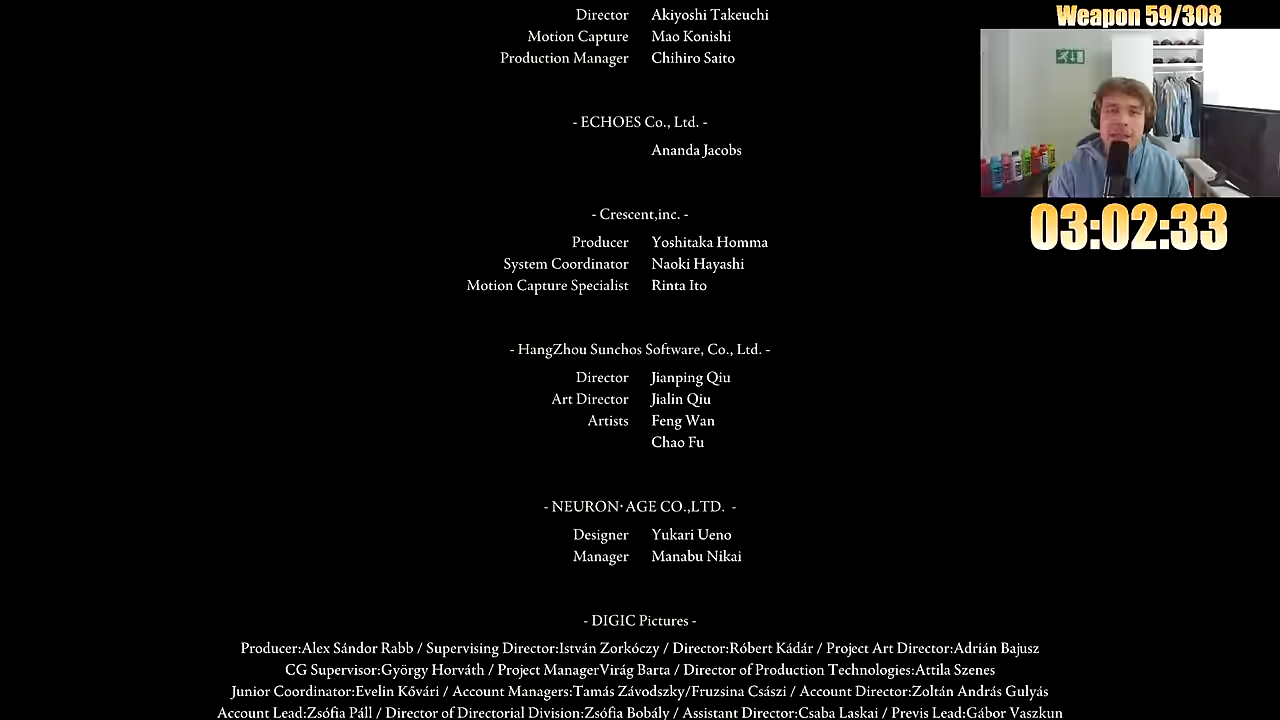 Director Akiyoshi Takeuchi
Motion Capture Mao Konishi
Production Manager Chihiro Saito
- ECHOES Co., Ltd. -
Ananda Jacobs
- Crescent,inc. -
Producer Yoshitaka Homma
System Coordinator Naoki Hayashi
Motion Capture Specialist Rinta Ito
- HangZhou Sunchos Software, Co., Ltd. -
Director Jianping Qiu
Art Director Jialin Qiu
Artists Feng Wan
Chao Fu
- NEURON·AGE CO.,LTD. -
Designer Yukari Ueno
Manager Manabu Nikai
- DIGIC Pictures -
Producer:Alex Sándor Rabb / Supervising Director:István Zorkóczy / Director:Róbert Kádár / Project Art Director:Adrián Bajusz
CG Supervisor:György Horváth / Project ManagerVirág Barta / Director of Production Technologies:Attila Szenes
Junior Coordinator:Evelin Kővári / Account Managers:Tamás Závodszky/Fruzsina Császi / Account Director:Zoltán András Gulyás
Account Lead:Zsófia Páll / Director of Directorial Division:Zsófia Bobály / Assistant Director:Csaba Laskai / Previs Lead:Gábor Vaszkun
Weapon 59/308
03:02:33